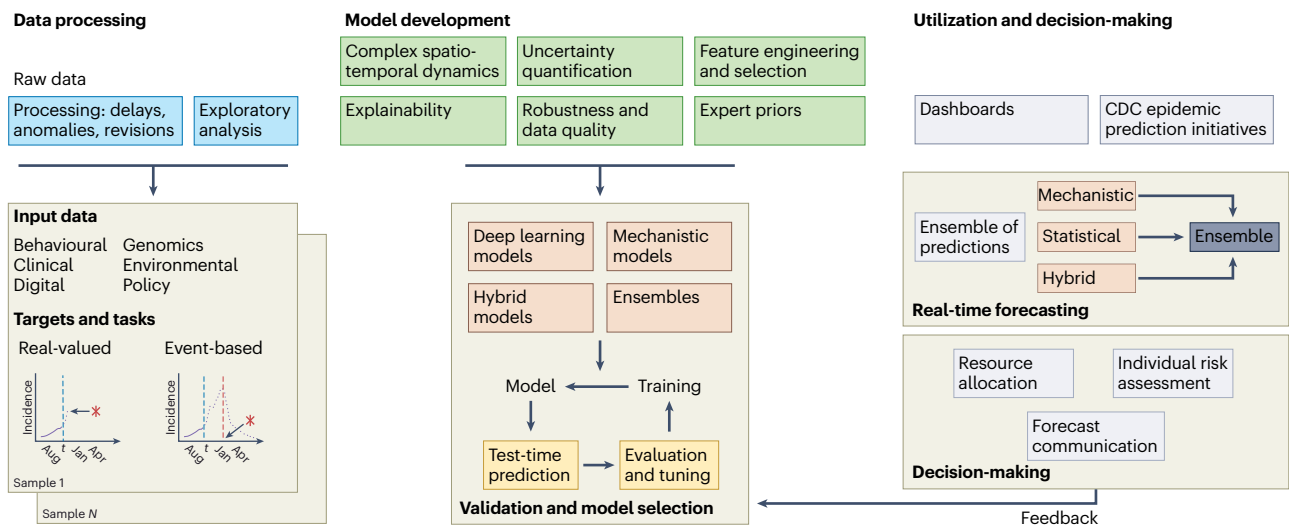 Data processing
Raw data
Processing: delays,
anomalies, revisions
Exploratory
analysis
Input data
Behavioural Genomics
Clinical Environmental
Digital Policy
Targets and tasks
Real-valued
Event-based
Incidence
Aug
t
Jan
Apr
Incidence
Aug
t
Jan
Apr
Sample 1
Sample N
Model development
Complex spatio-
temporal dynamics
Uncertainty
quantification
Feature engineering
and selection
Explainability
Robustness and
data quality
Expert priors
Deep learning
models
Mechanistic
models
Hybrid
models
Ensembles
Model
Training
Test-time
prediction
Evaluation
and tuning
Validation and model selection
Utilization and decision-making
Dashboards
CDC epidemic
prediction initiatives
Ensemble of
predictions
Mechanistic
Statistical
Hybrid
Ensemble
Real-time forecasting
Resource
allocation
Individual risk
assessment
Forecast
communication
Decision-making
Feedback